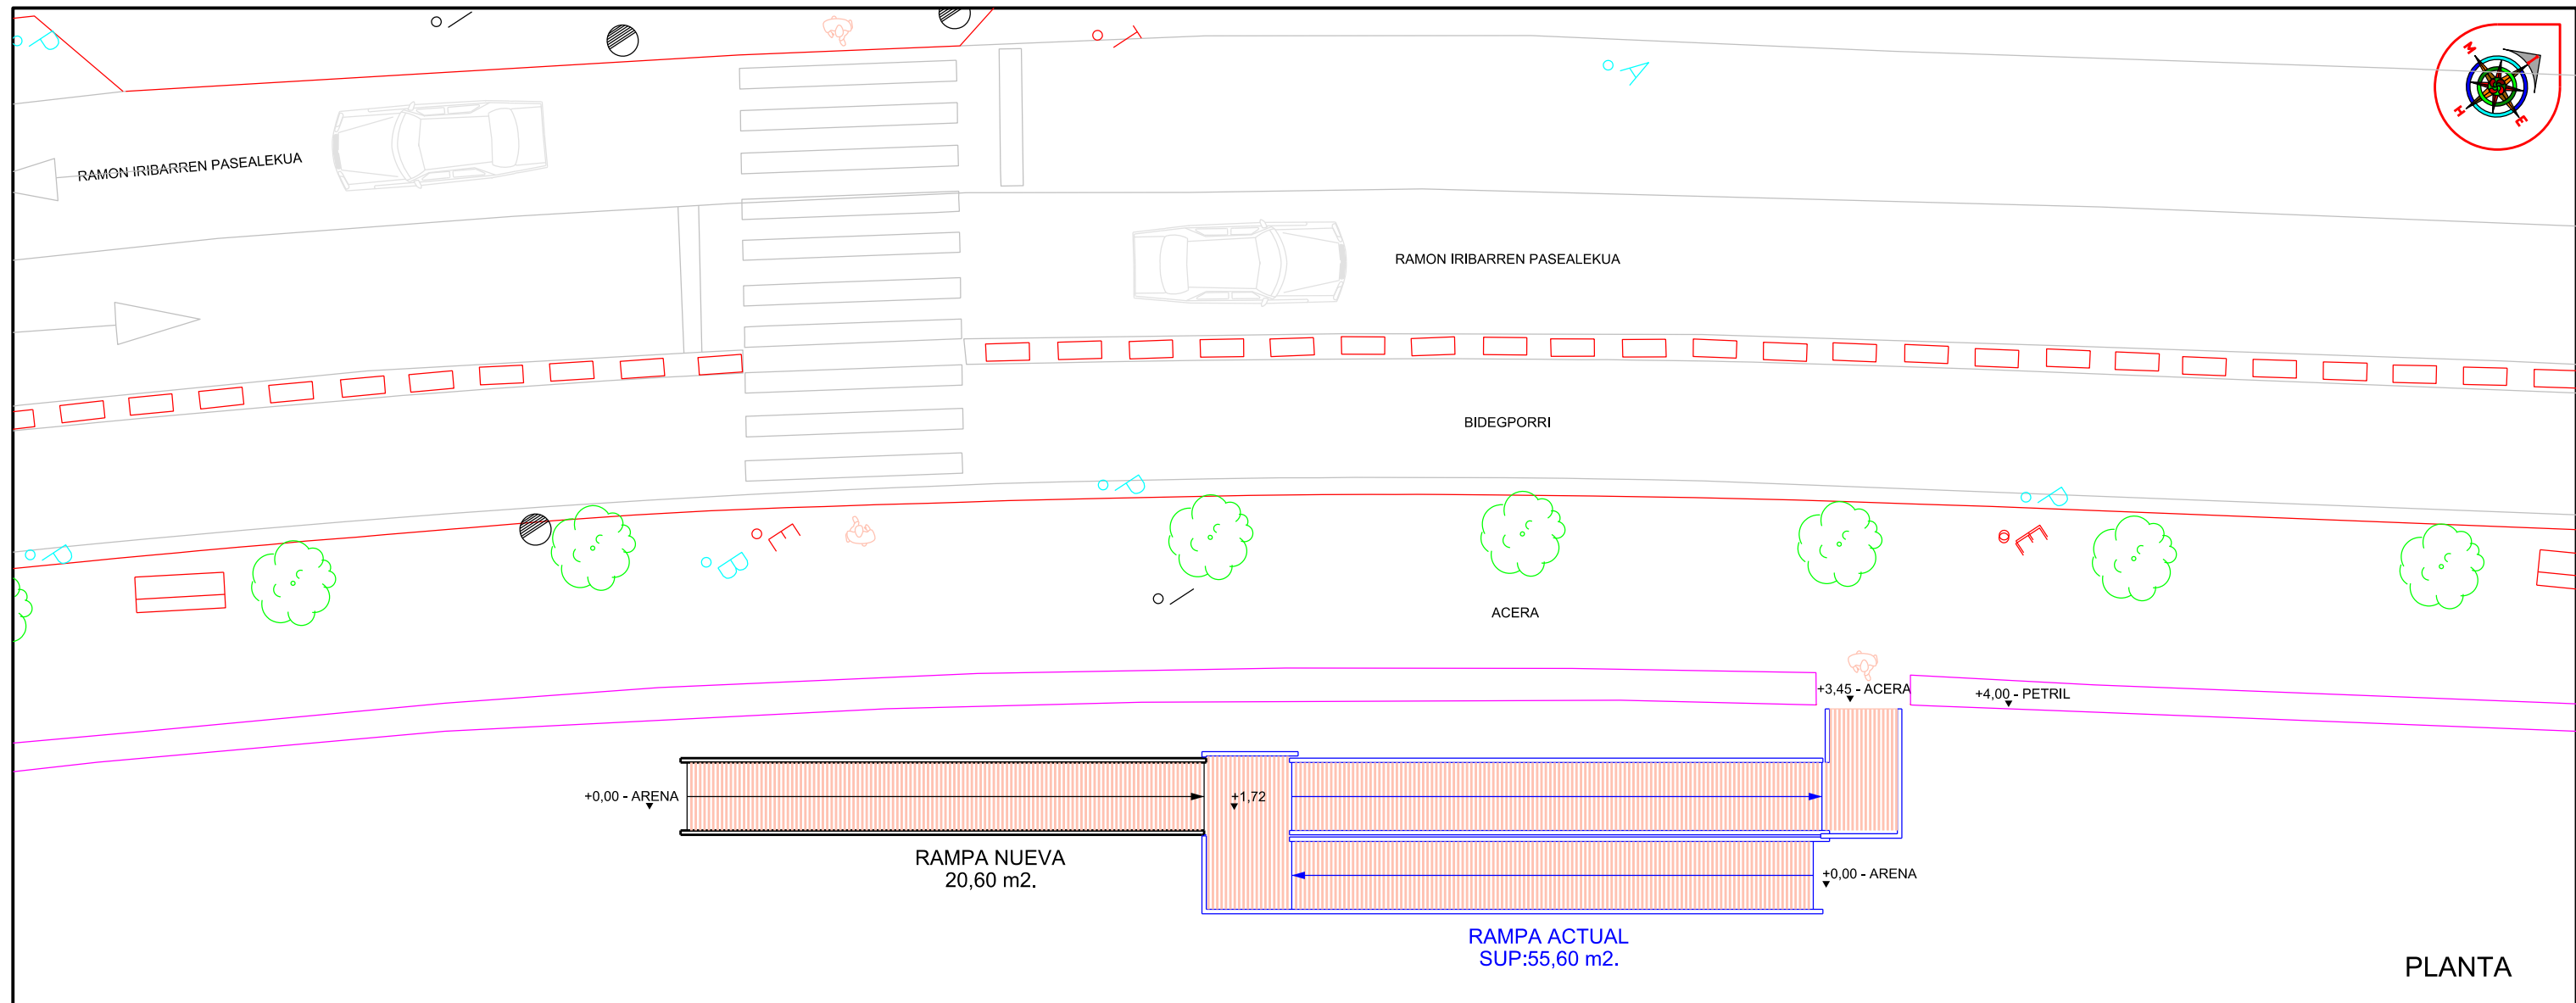 P
T
A
M
I
H
E
RAMON IRIBARREN PASEALEKUA
RAMON IRIBARREN PASEALEKUA
BIDEGPORRI
P
B
E
P
P
E
ACERA
+3,45 - ACERA
+4,00 - PETRIL
+0,00 - ARENA
+1,72
RAMPA NUEVA
20,60 m2.
+0,00 - ARENA
RAMPA ACTUAL
SUP:55,60 m2.
PLANTA